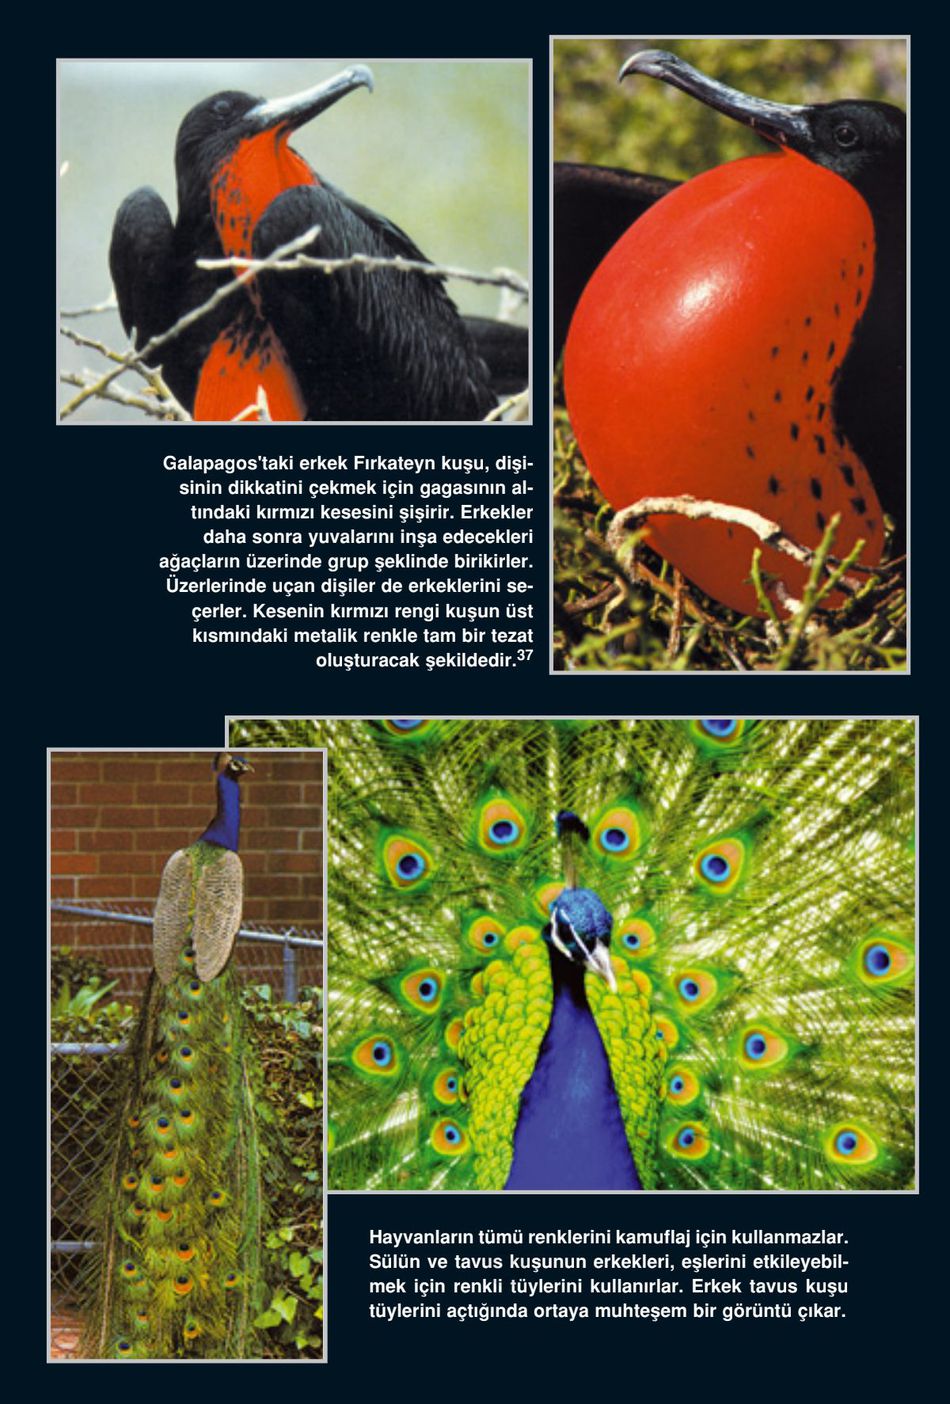 Galapagos'taki erkek Fırkateyn kuşu, dişi-
sinin dikkatini çekmek için gagasının al-
tındaki kırmızı kesesini şişirir. Erkekler
daha sonra yuvalarını inşa edecekleri
ağaçların üzerinde grup şeklinde birikirler.
Üzerlerinde uçan dişiler de erkeklerini se-
çerler. Kesenin kırmızı rengi kuşun üst
kısmındaki metalik renkle tam bir tezat
oluşturacak şekildedir.37
Hayvanların tümü renklerini kamuflaj için kullanmazlar.
Sülün ve tavus kuşunun erkekleri, eşlerini etkileyebil-
mek için renkli tüylerini kullanırlar. Erkek tavus kuşu
tüylerini açtığında ortaya muhteşem bir görüntü çıkar.